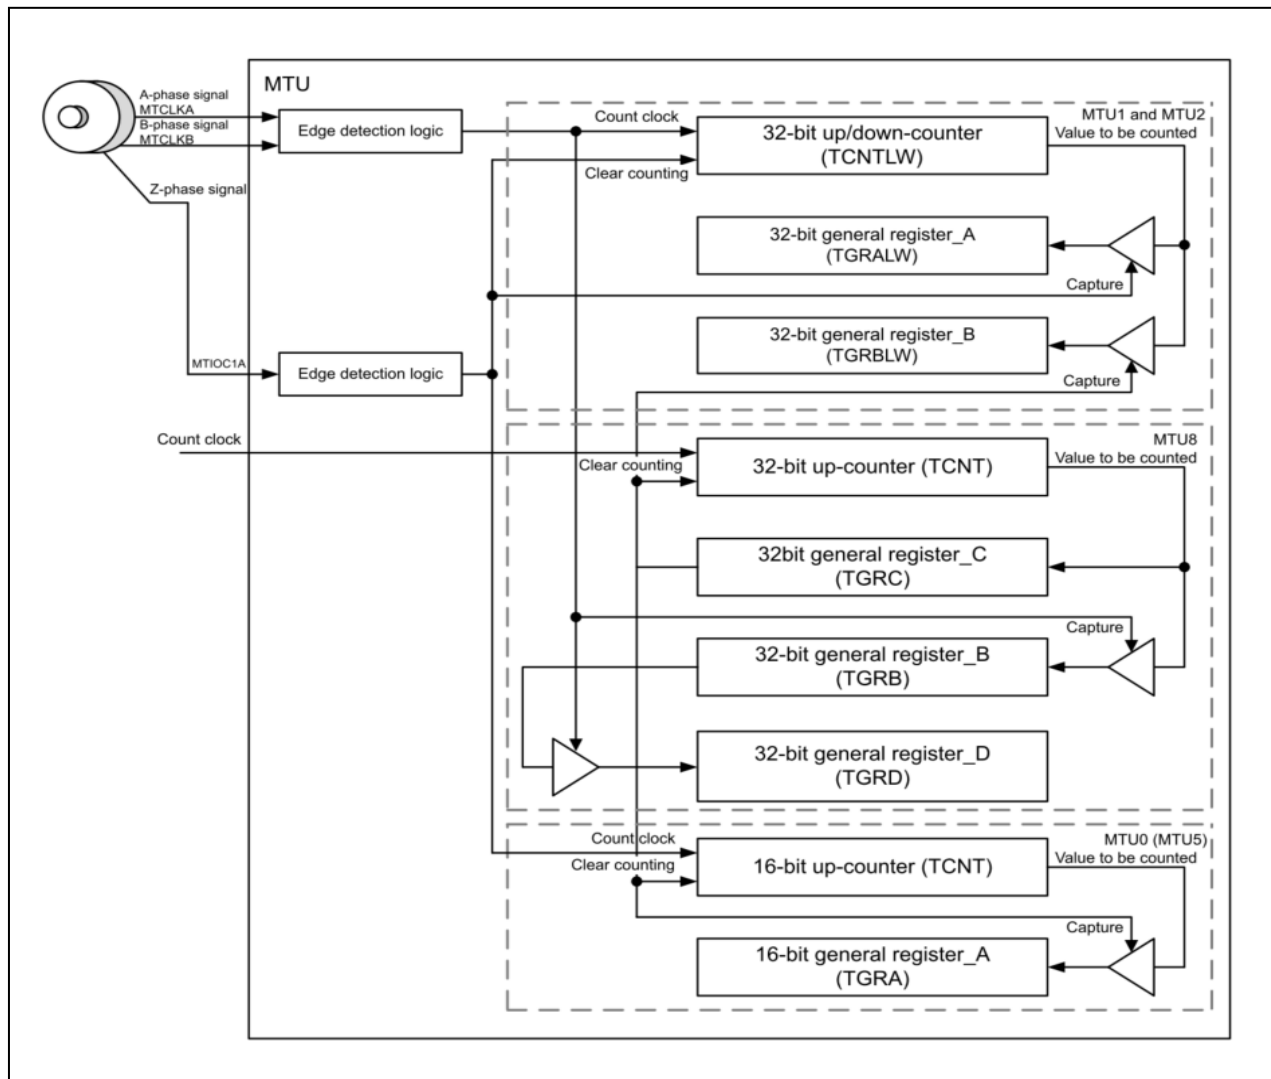 MTU
A-phase signal
MTCLKA
B-phase signal
MTCLKB
Z-phase signal
Edge detection logic
MTIOC1A
Edge detection logic
Count clock
MTU1 and MTU2
Count clock
Clear counting
32-bit up/down-counter
(TCNTLW)
Value to be counted
32-bit general register_A
(TGRALW)
Capture
32-bit general register_B
(TGRBLW)
Capture
MTU8
Clear counting
32-bit up-counter (TCNT)
Value to be counted
32bit general register_C
(TGRC)
Capture
32-bit general register_B
(TGRB)
32-bit general register_D
(TGRD)
MTU0 (MTU5)
Count clock
Clear counting
16-bit up-counter (TCNT)
Value to be counted
Capture
16-bit general register_A
(TGRA)